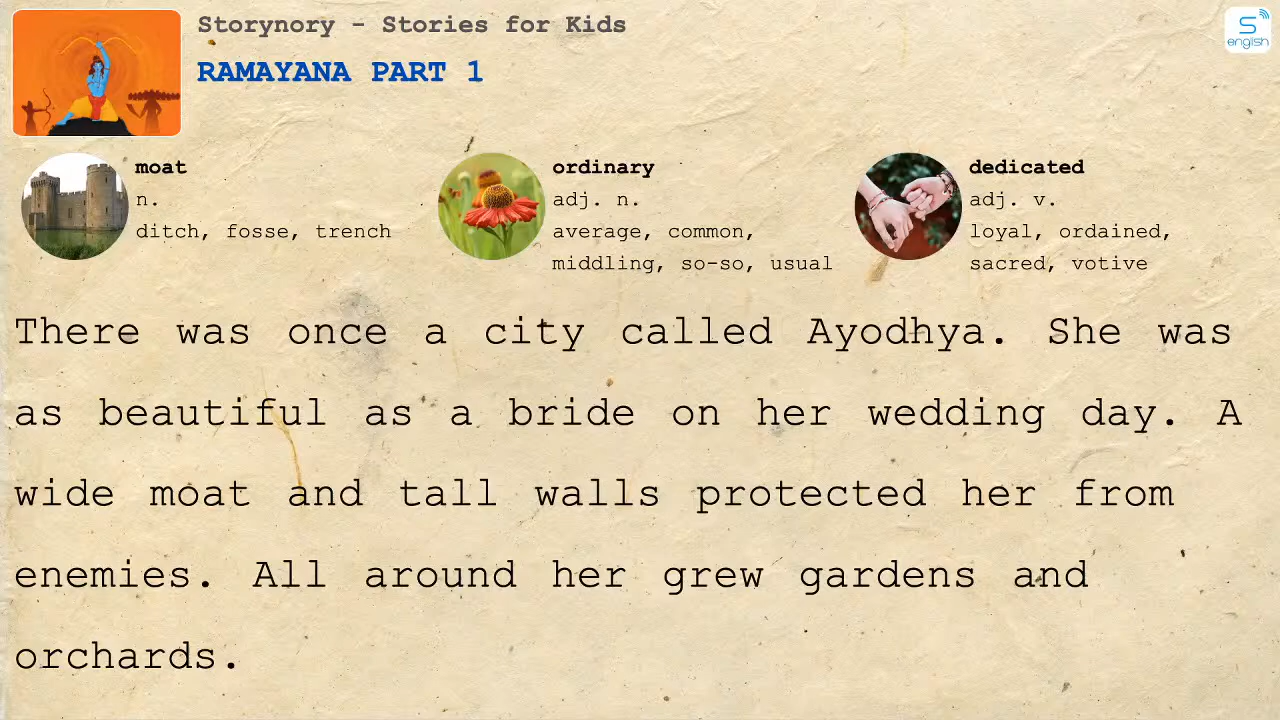 Storynory - Stories for Kids
RAMAYANA PART 1
S
english
moat
n.
ditch, fosse, trench
ordinary
adj. n.
average, common,
middling, so-so, usual
dedicated
adj. v.
loyal, ordained,
sacred, votive
There was once a city called Ayodhya. She was
as beautiful as a bride on her wedding day. A
wide moat and tall walls protected her from
enemies. All around her grew gardens and
orchards.